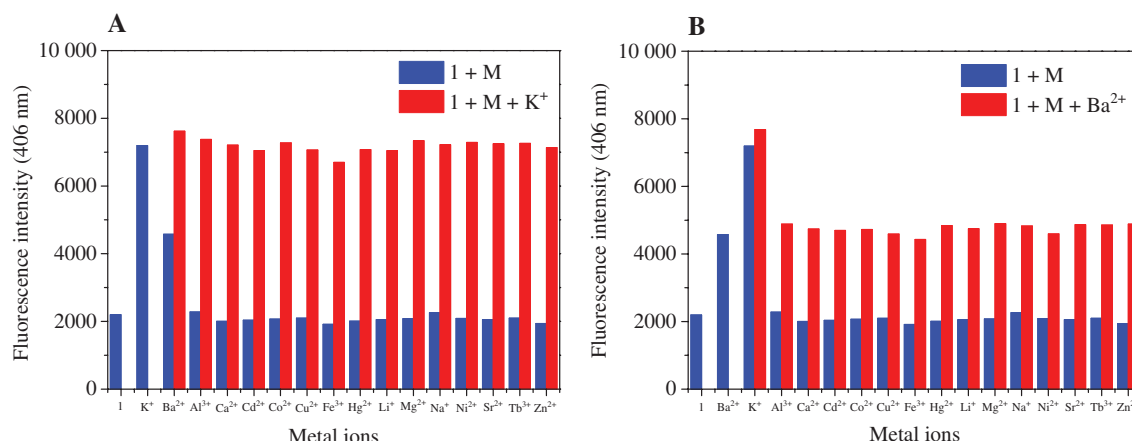 A
Fluorescence intensity (406 nm)
10 000
8000
6000
4000
2000
0
1 + M
1 + M + K⁺
1 K⁺ Ba²⁺ Al³⁺ Ca²⁺ Cd²⁺ Co²⁺ Cu²⁺ Fe³⁺ Hg²⁺ Li⁺ Mg²⁺ Na⁺ Ni²⁺ Sr²⁺ Tb³⁺ Zn²⁺
Metal ions
B
Fluorescence intensity (406 nm)
10 000
8000
6000
4000
2000
0
1 + M
1 + M + Ba²⁺
1 Ba²⁺ K⁺ Al³⁺ Ca²⁺ Cd²⁺ Co²⁺ Cu²⁺ Fe³⁺ Hg²⁺ Li⁺ Mg²⁺ Na⁺ Ni²⁺ Sr²⁺ Tb³⁺ Zn²
Metal ions